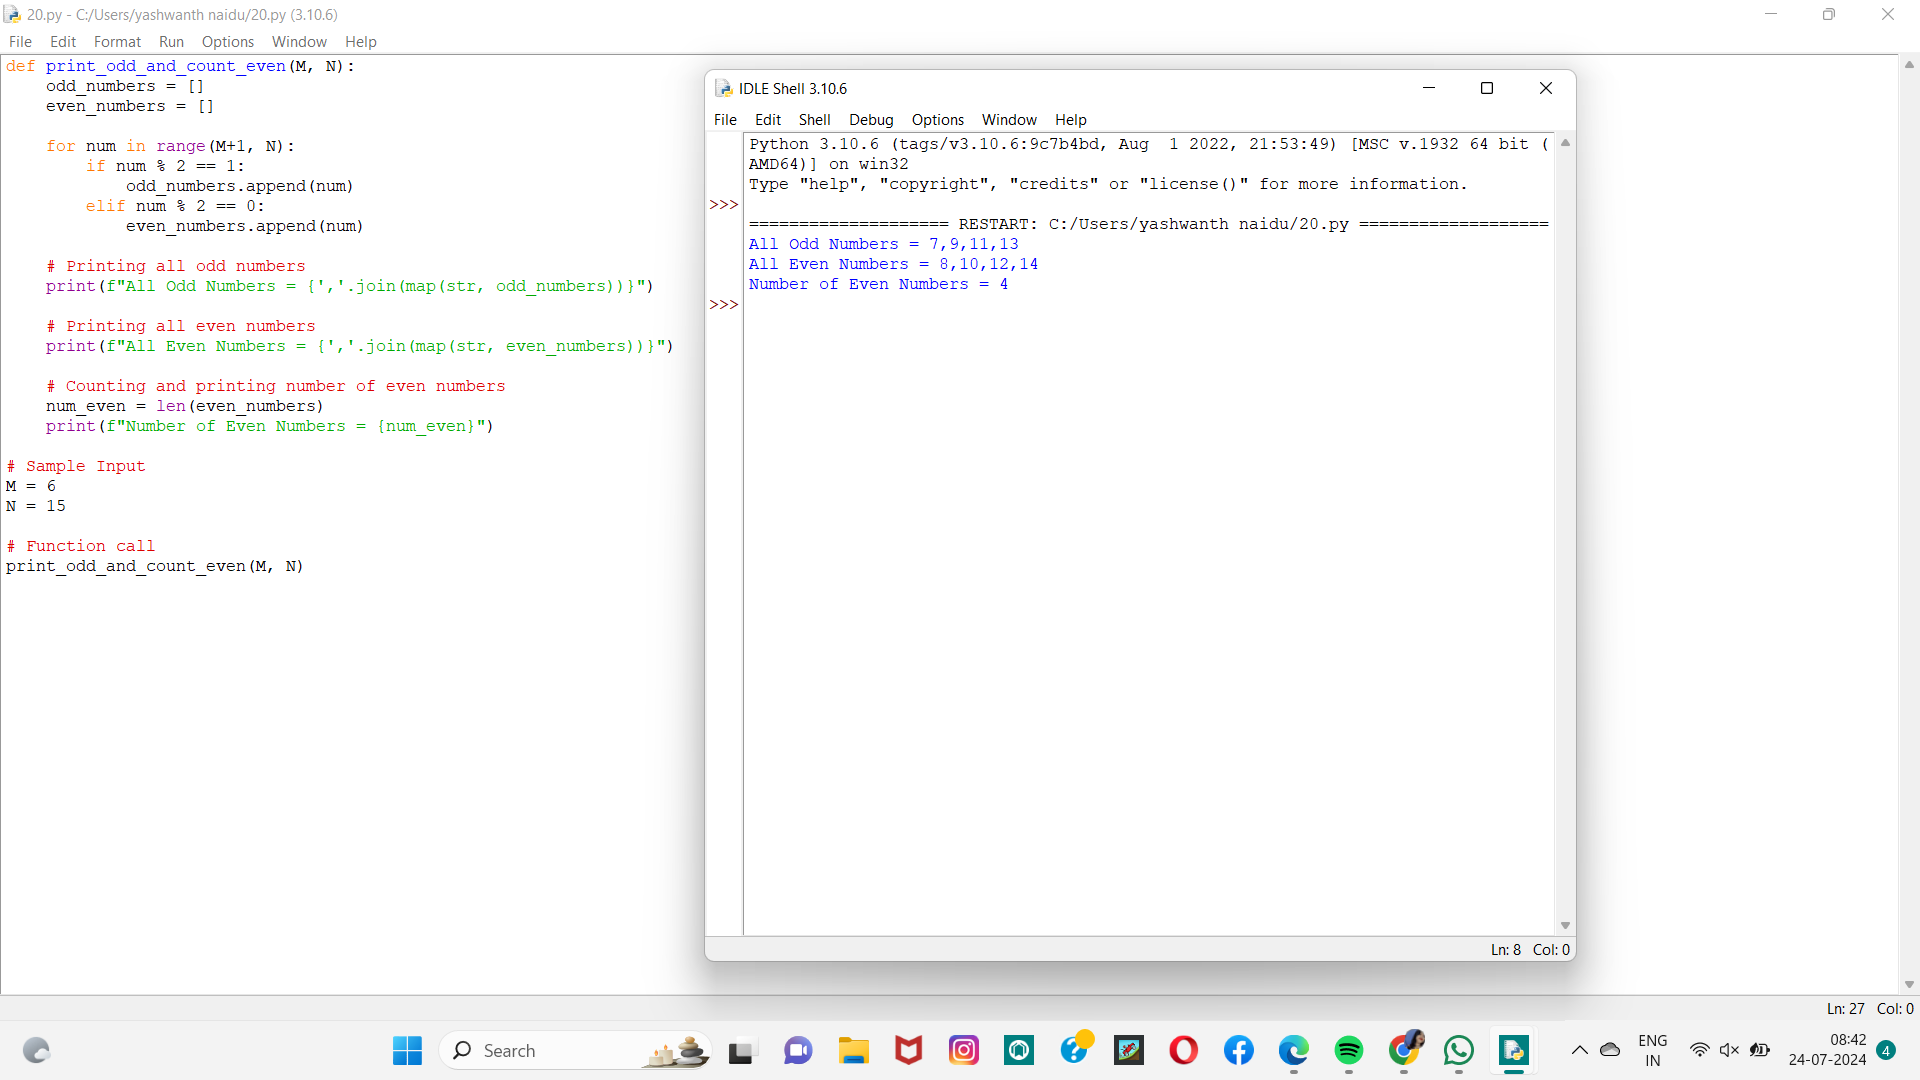 20.py - C:/Users/yashwanth naidu/20.py (3.10.6)
File Edit Format Run Options Window Help
def print_odd_and_count_even(M, N):
    odd_numbers = []
    even_numbers = []

    for num in range(M+1, N):
        if num % 2 == 1:
            odd_numbers.append(num)
        elif num % 2 == 0:
            even_numbers.append(num)

    # Printing all odd numbers
    print(f"All Odd Numbers = {','.join(map(str, odd_numbers))}")

    # Printing all even numbers
    print(f"All Even Numbers = {','.join(map(str, even_numbers))}")

    # Counting and printing number of even numbers
    num_even = len(even_numbers)
    print(f"Number of Even Numbers = {num_even}")

# Sample Input
M = 6
N = 15

# Function call
print_odd_and_count_even(M, N)
IDLE Shell 3.10.6
File Edit Shell Debug Options Window Help
Python 3.10.6 (tags/v3.10.6:9c7b4bd, Aug  1 2022, 21:53:49) [MSC v.1932 64 bit (
AMD64)] on win32
Type "help", "copyright", "credits" or "license()" for more information.
>>>
==================== RESTART: C:/Users/yashwanth naidu/20.py ===================
All Odd Numbers = 7,9,11,13
All Even Numbers = 8,10,12,14
Number of Even Numbers = 4
>>>
Ln: 8 Col: 0
Ln: 27 Col: 0
Search
ENG
IN
08:42
24-07-2024
4